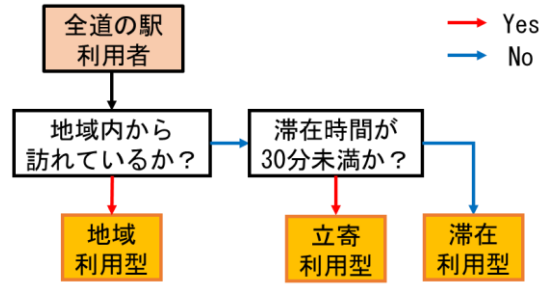 全道の駅
利用者
Yes
No
地域内から
訪れているか？
滞在時間が
30分未満か？
地域
利用型
立寄
利用型
滞在
利用型